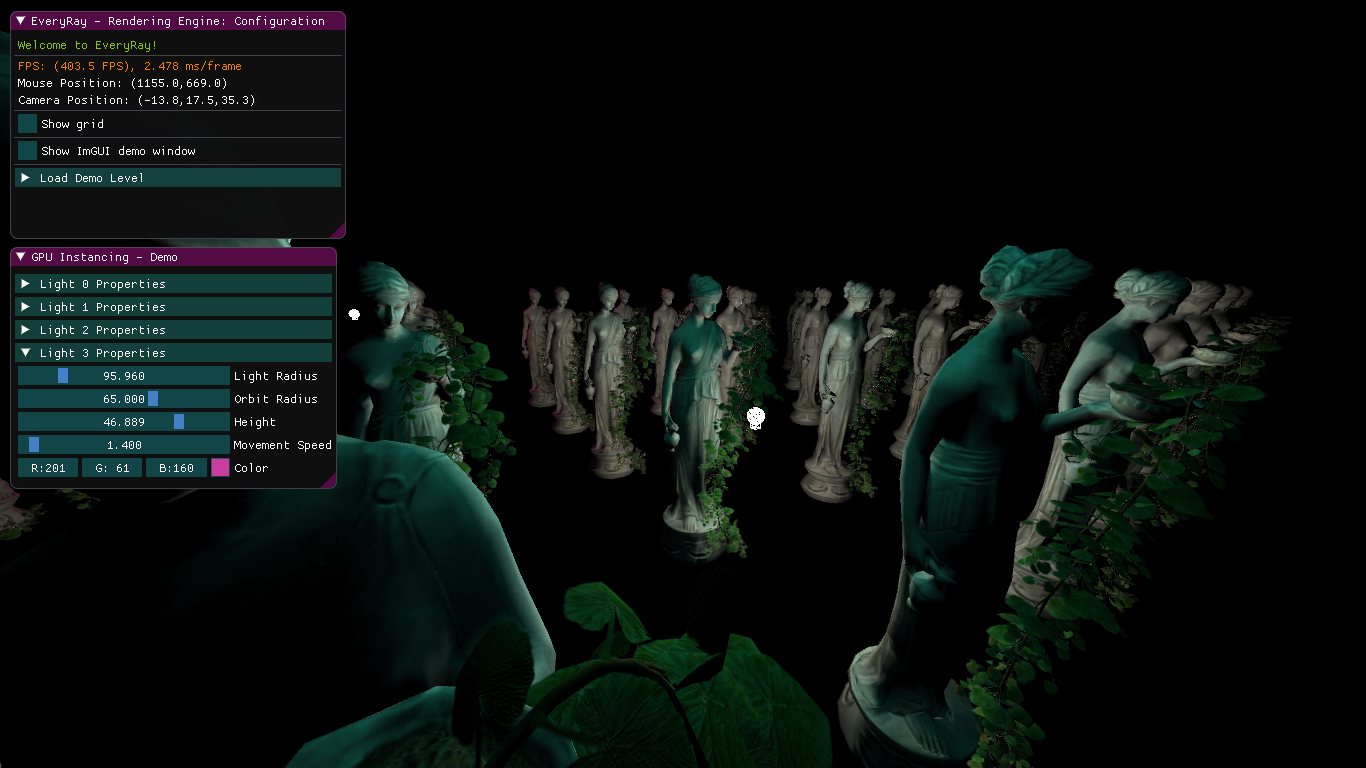 EveryRay - Rendering Engine: Configuration
Welcome to EveryRay!
FPS: (403.5 FPS), 2.478 ms/frame
Mouse Position: (1155.0,669.0)
Camera Position: (-13.8,17.5,35.3)
Show grid
Show ImGUI demo window
Load Demo Level
GPU Instancing - Demo
Light 0 Properties
Light 1 Properties
Light 2 Properties
Light 3 Properties
95.960 Light Radius
65.000 Orbit Radius
46.889 Height
1.400 Movement Speed
R:201 G: 61 B:160 Color